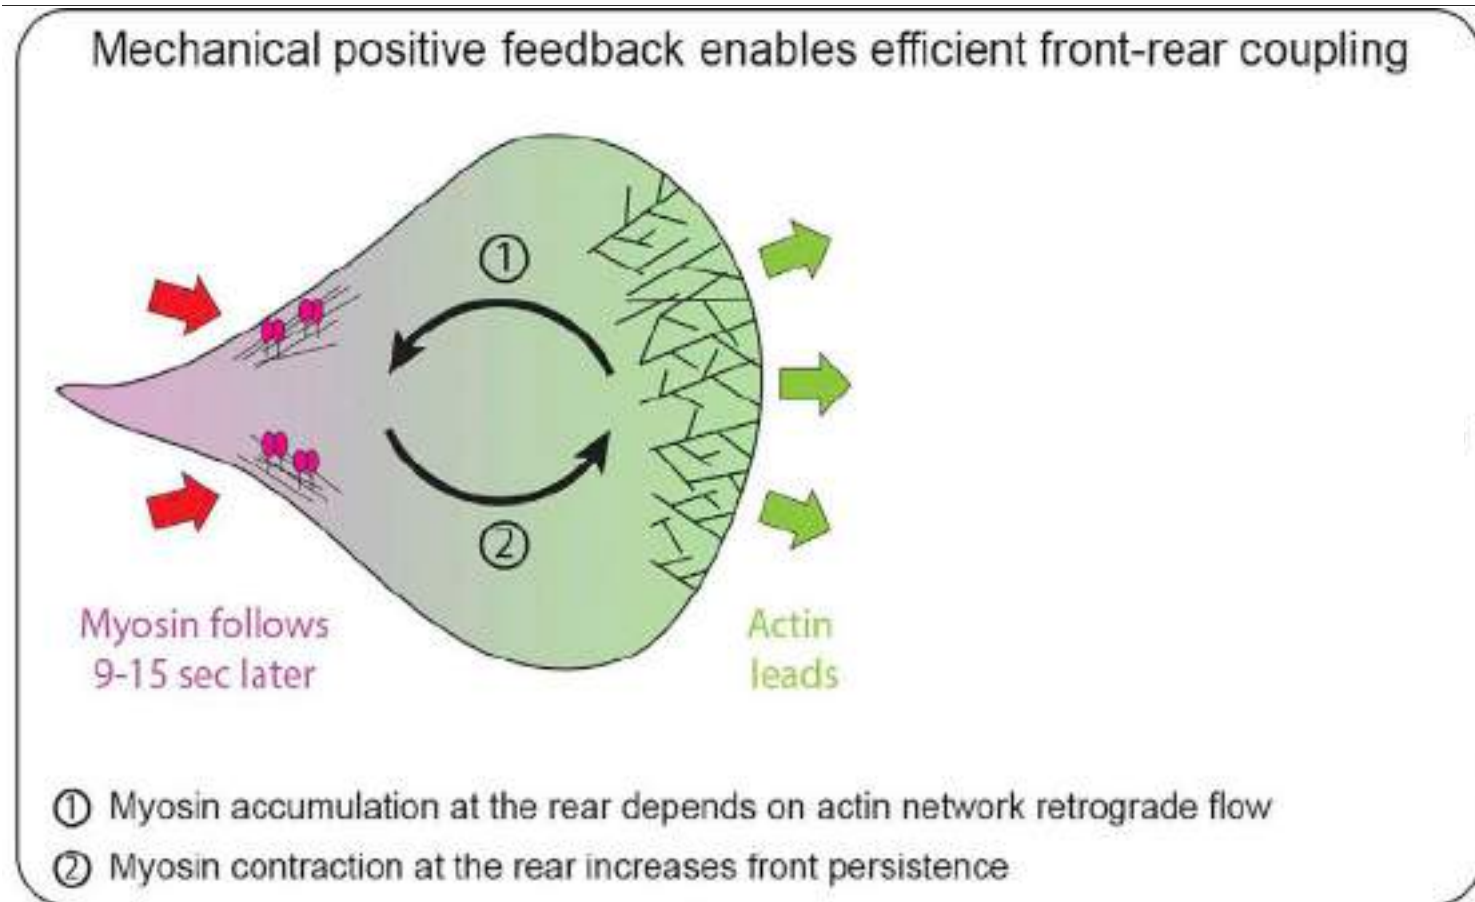 Mechanical positive feedback enables efficient front-rear coupling
①
②
Myosin follows
9-15 sec later
Actin
leads
① Myosin accumulation at the rear depends on actin network retrograde flow
② Myosin contraction at the rear increases front persistence